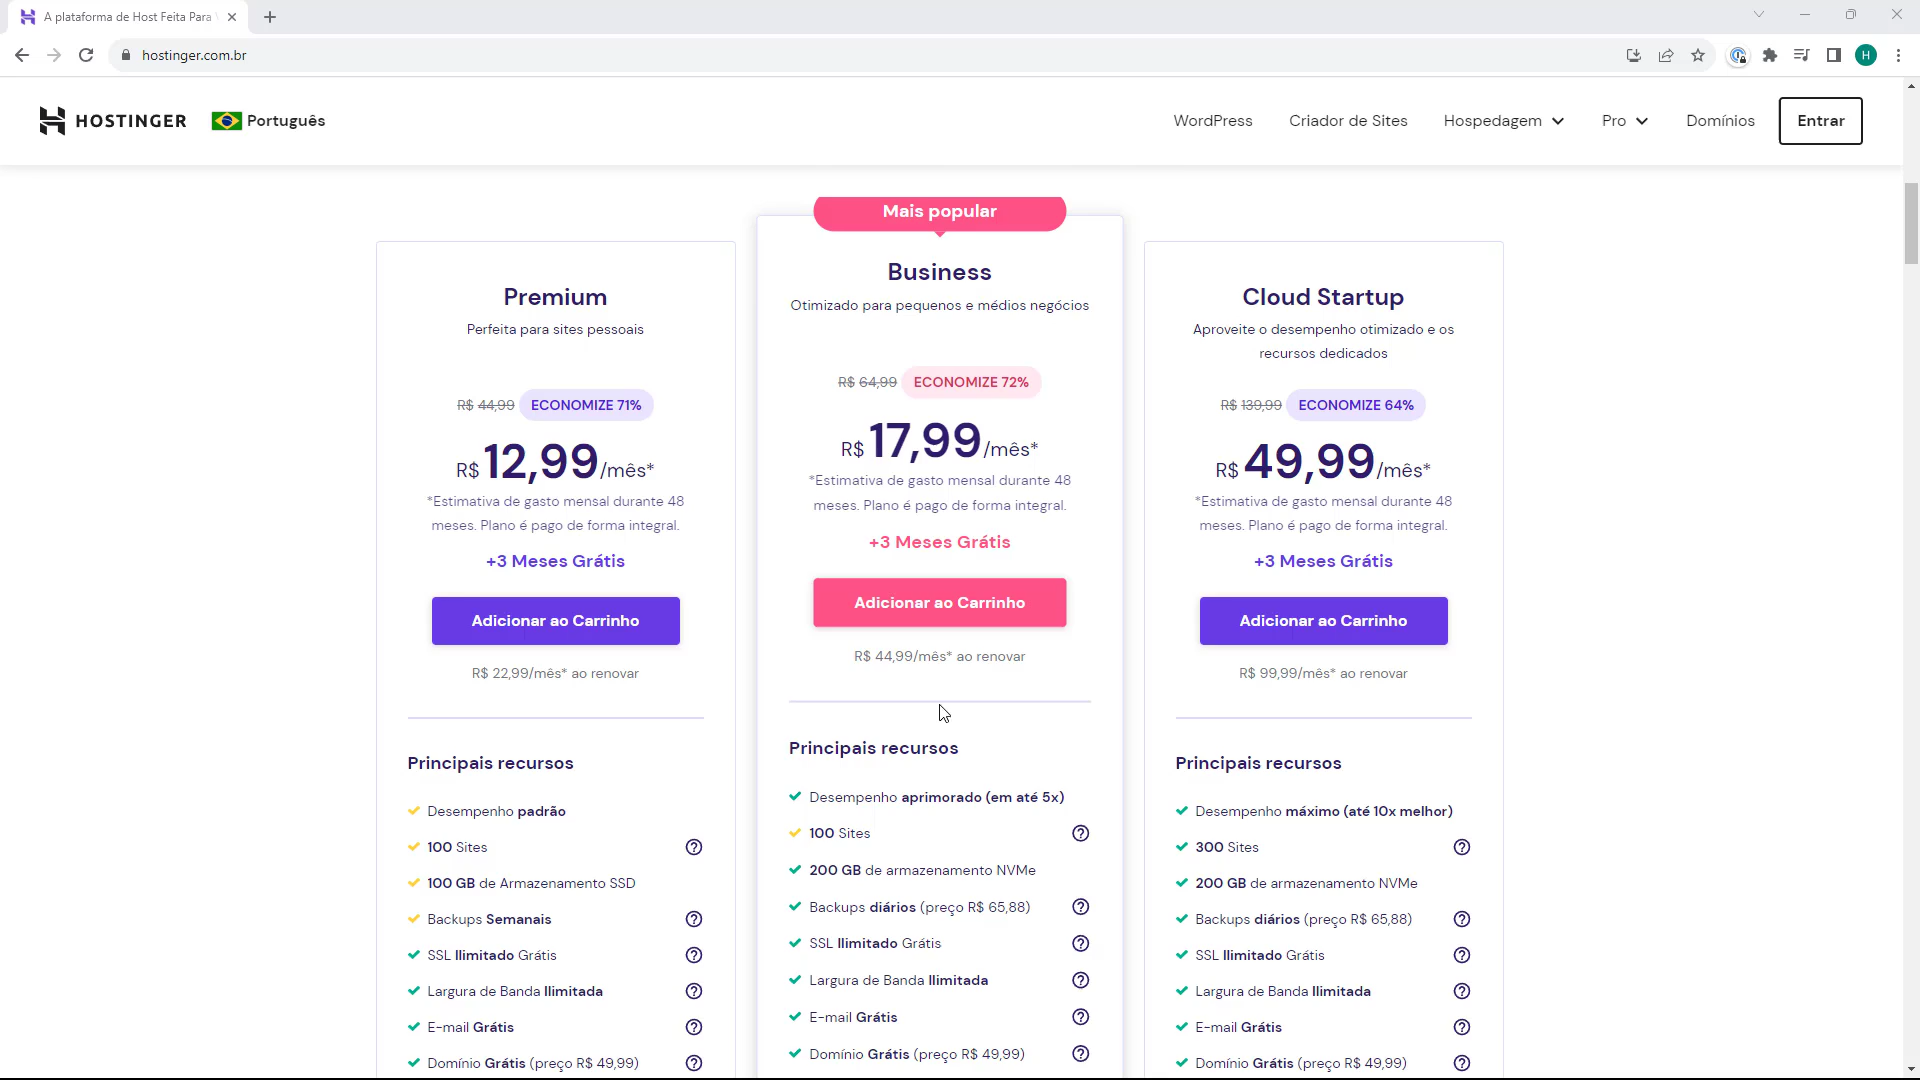 A plataforma de Host Feita Para
hostinger.com.br
H
HOSTINGER
Português
WordPress
Criador de Sites
Hospedagem
Pro
Domínios
Entrar
Premium
Perfeita para sites pessoais
R$ 44,99 ECONOMIZE 71%
R$ 12,99/mês*
*Estimativa de gasto mensal durante 48
meses. Plano é pago de forma integral.
+3 Meses Grátis
Adicionar ao Carrinho
R$ 22,99/mês* ao renovar
Principais recursos
Desempenho padrão
100 Sites
100 GB de Armazenamento SSD
Backups Semanais
SSL Ilimitado Grátis
Largura de Banda Ilimitada
E-mail Grátis
Domínio Grátis (preço R$ 49,99)
Mais popular
Business
Otimizado para pequenos e médios negócios
R$ 64,99 ECONOMIZE 72%
R$ 17,99/mês*
*Estimativa de gasto mensal durante 48
meses. Plano é pago de forma integral.
+3 Meses Grátis
Adicionar ao Carrinho
R$ 44,99/mês* ao renovar
Principais recursos
Desempenho aprimorado (em até 5x)
100 Sites
200 GB de armazenamento NVMe
Backups diários (preço R$ 65,88)
SSL Ilimitado Grátis
Largura de Banda Ilimitada
E-mail Grátis
Domínio Grátis (preço R$ 49,99)
Cloud Startup
Aproveite o desempenho otimizado e os
recursos dedicados
R$ 139,99 ECONOMIZE 64%
R$ 49,99/mês*
*Estimativa de gasto mensal durante 48
meses. Plano é pago de forma integral.
+3 Meses Grátis
Adicionar ao Carrinho
R$ 99,99/mês* ao renovar
Principais recursos
Desempenho máximo (até 10x melhor)
300 Sites
200 GB de armazenamento NVMe
Backups diários (preço R$ 65,88)
SSL Ilimitado Grátis
Largura de Banda Ilimitada
E-mail Grátis
Domínio Grátis (preço R$ 49,99)